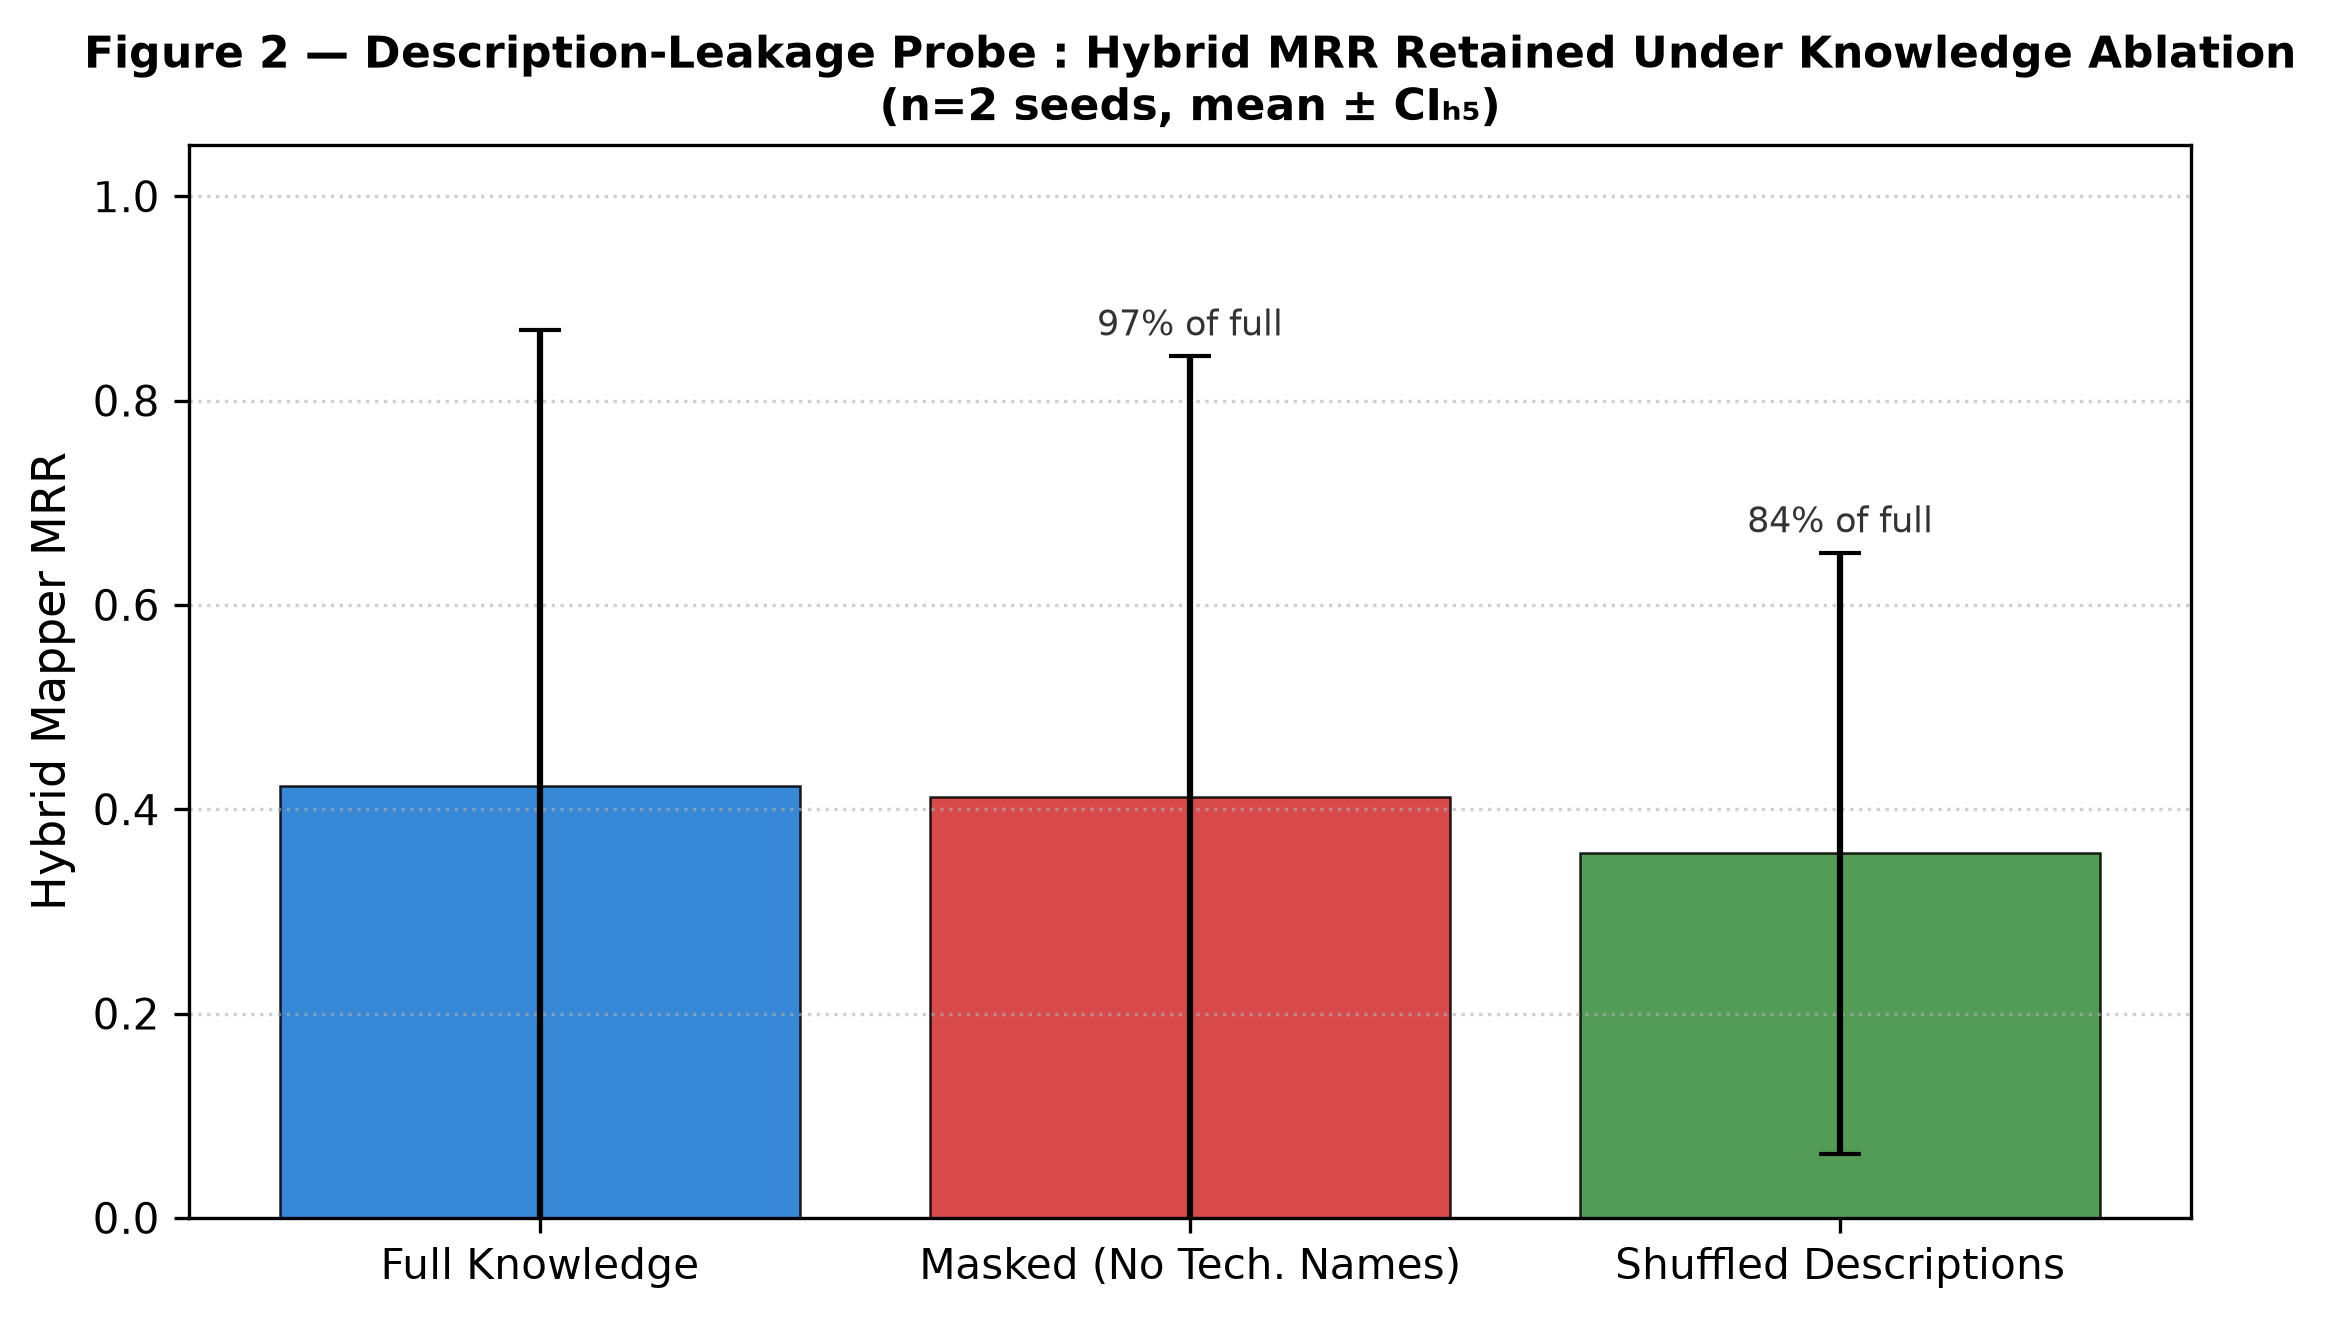 Figure 2 — Description-Leakage Probe : Hybrid MRR Retained Under Knowledge Ablation
(n=2 seeds, mean ± CIₕ₅)
1.0
0.8
0.6
0.4
0.2
0.0
Hybrid Mapper MRR
97% of full
84% of full
Full Knowledge
Masked (No Tech. Names)
Shuffled Descriptions